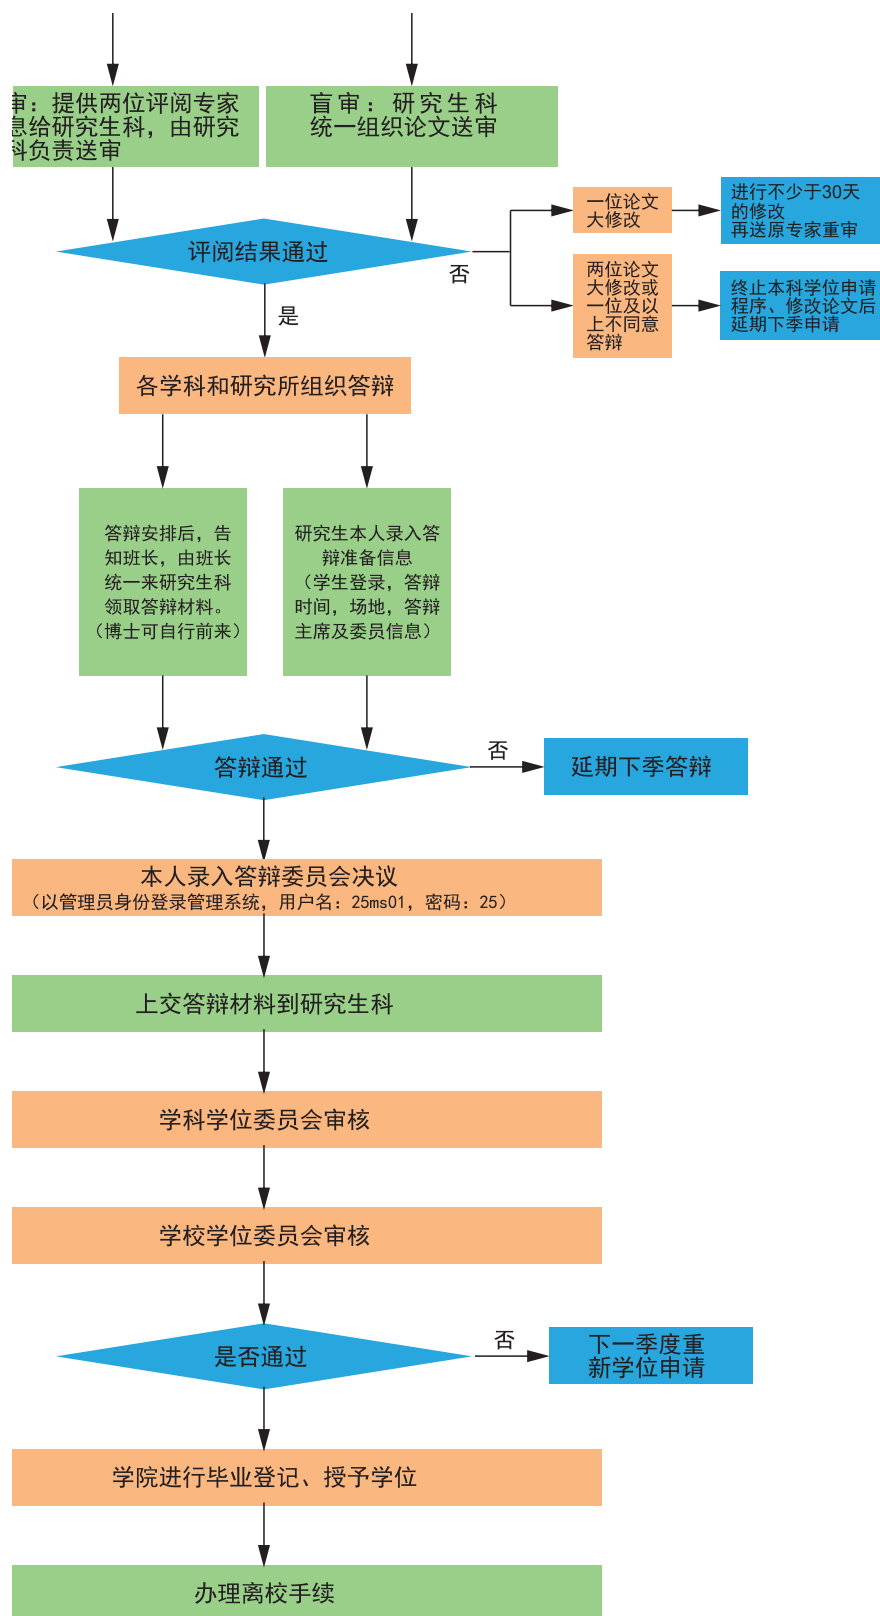 审：提供两位评阅专家
息给研究生科，由研究
科负责送审
盲审：研究生科
统一组织论文送审
评阅结果通过
否
一位论文
大修改
进行不少于30天
的修改
再送原专家重审
两位论文
大修改或
一位及以
上不同意
答辩
终止本科学位申请
程序、修改论文后
延期下季申请
是
各学科和研究所组织答辩
答辩安排后，告
知班长，由班长
统一来研究生科
领取答辩材料。
（博士可自行前来）
研究生本人录入答
辩准备信息
（学生登录，答辩
时间，场地，答辩
主席及委员信息）
答辩通过
否
延期下季答辩
本人录入答辩委员会决议
（以管理员身份登录管理系统，用户名：25ms01，密码：25）
上交答辩材料到研究生科
学科学位委员会审核
学校学位委员会审核
是否通过
否
下一季度重
新学位申请
学院进行毕业登记、授予学位
办理离校手续